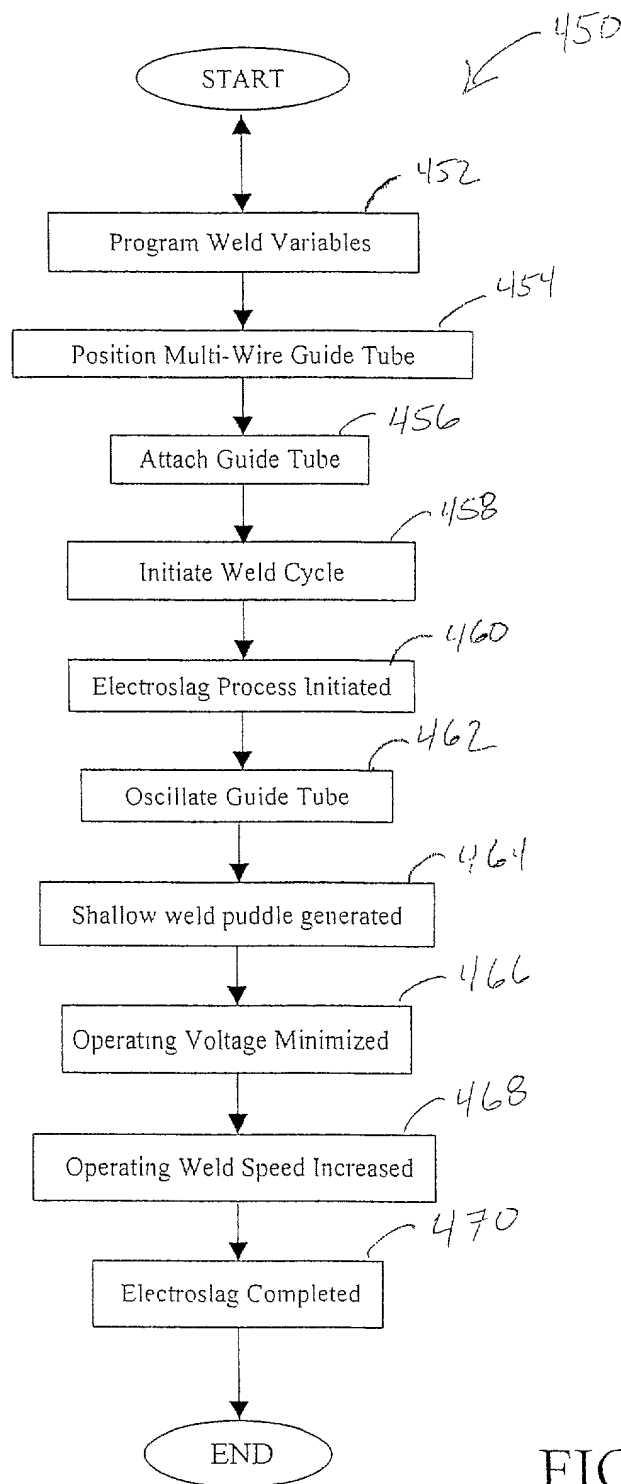 450
START
452
Program Weld Variables
454
Position Multi-Wire Guide Tube
456
Attach Guide Tube
458
Initiate Weld Cycle
460
Electroslag Process Initiated
462
Oscillate Guide Tube
464
Shallow weld puddle generated
466
Operating Voltage Minimized
468
Operating Weld Speed Increased
470
Electroslag Completed
END